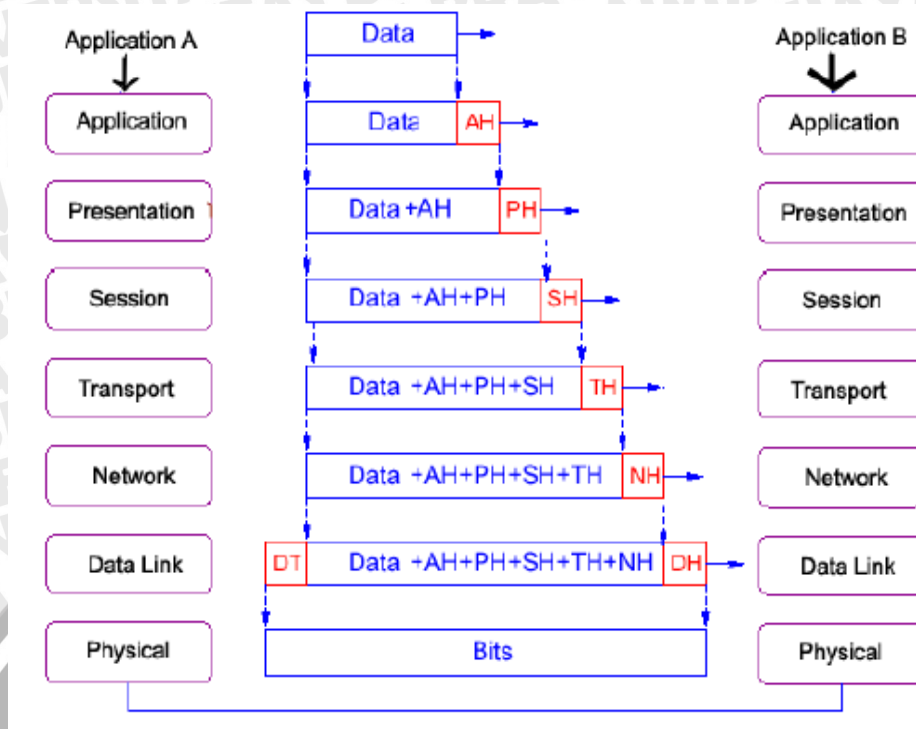 Application A
Data
Application B
Application
Data AH
Application
Presentation
Data +AH PH
Presentation
Session
Data +AH+PH SH
Session
Transport
Data +AH+PH+SH TH
Transport
Network
Data +AH+PH+SH+TH NH
Network
Data Link
DT Data +AH+PH+SH+TH+NH DH
Data Link
Physical
Bits
Physical